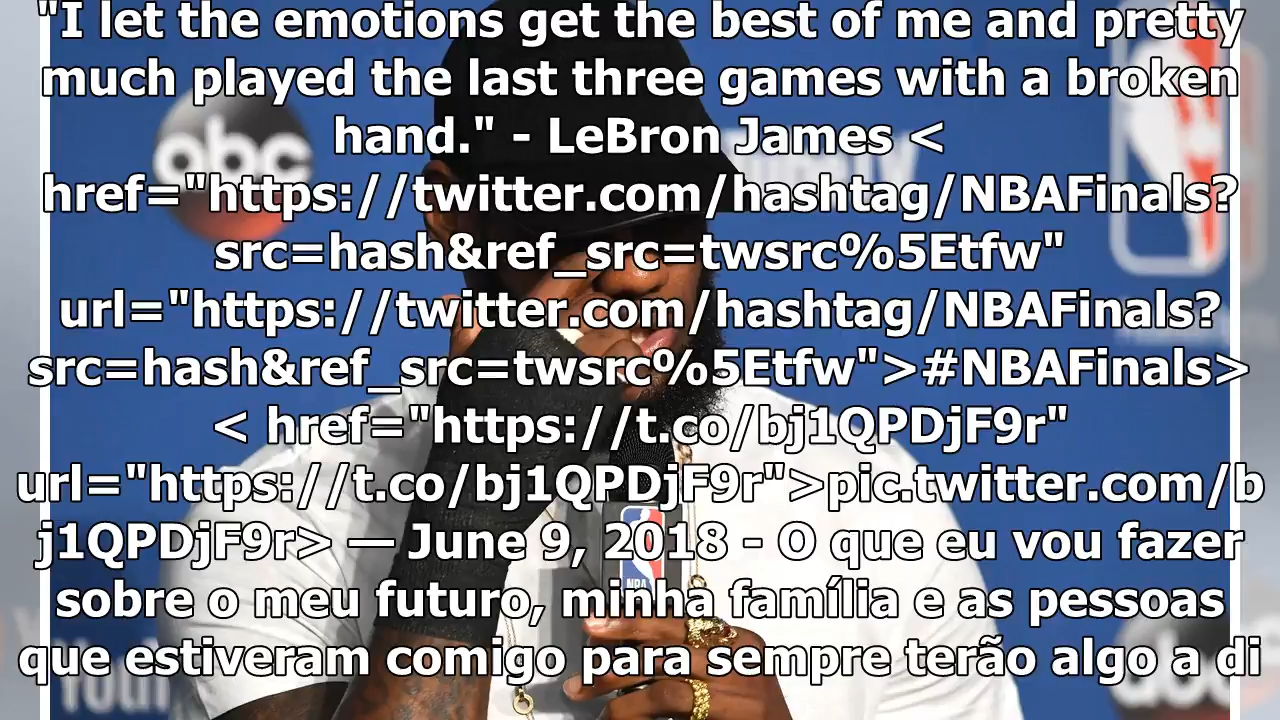 "I let the emotions get the best of me and pretty
much played the last three games with a broken
hand." - LeBron James <
href="https://twitter.com/hashtag/NBAFinals?
src=hash&ref_src=twsrc%5Etfw"
url="https://twitter.com/hashtag/NBAFinals?
src=hash&ref_src=twsrc%5Etfw">#NBAFinals>
< href="https://t.co/bj1QPDjF9r"
url="https://t.co/bj1QPDjF9r">pic.twitter.com/b
j1QPDjF9r> — June 9, 2018 - O que eu vou fazer
sobre o meu futuro, minha família e as pessoas
que estiveram comigo para sempre terão algo a di
abc
NBA
abc